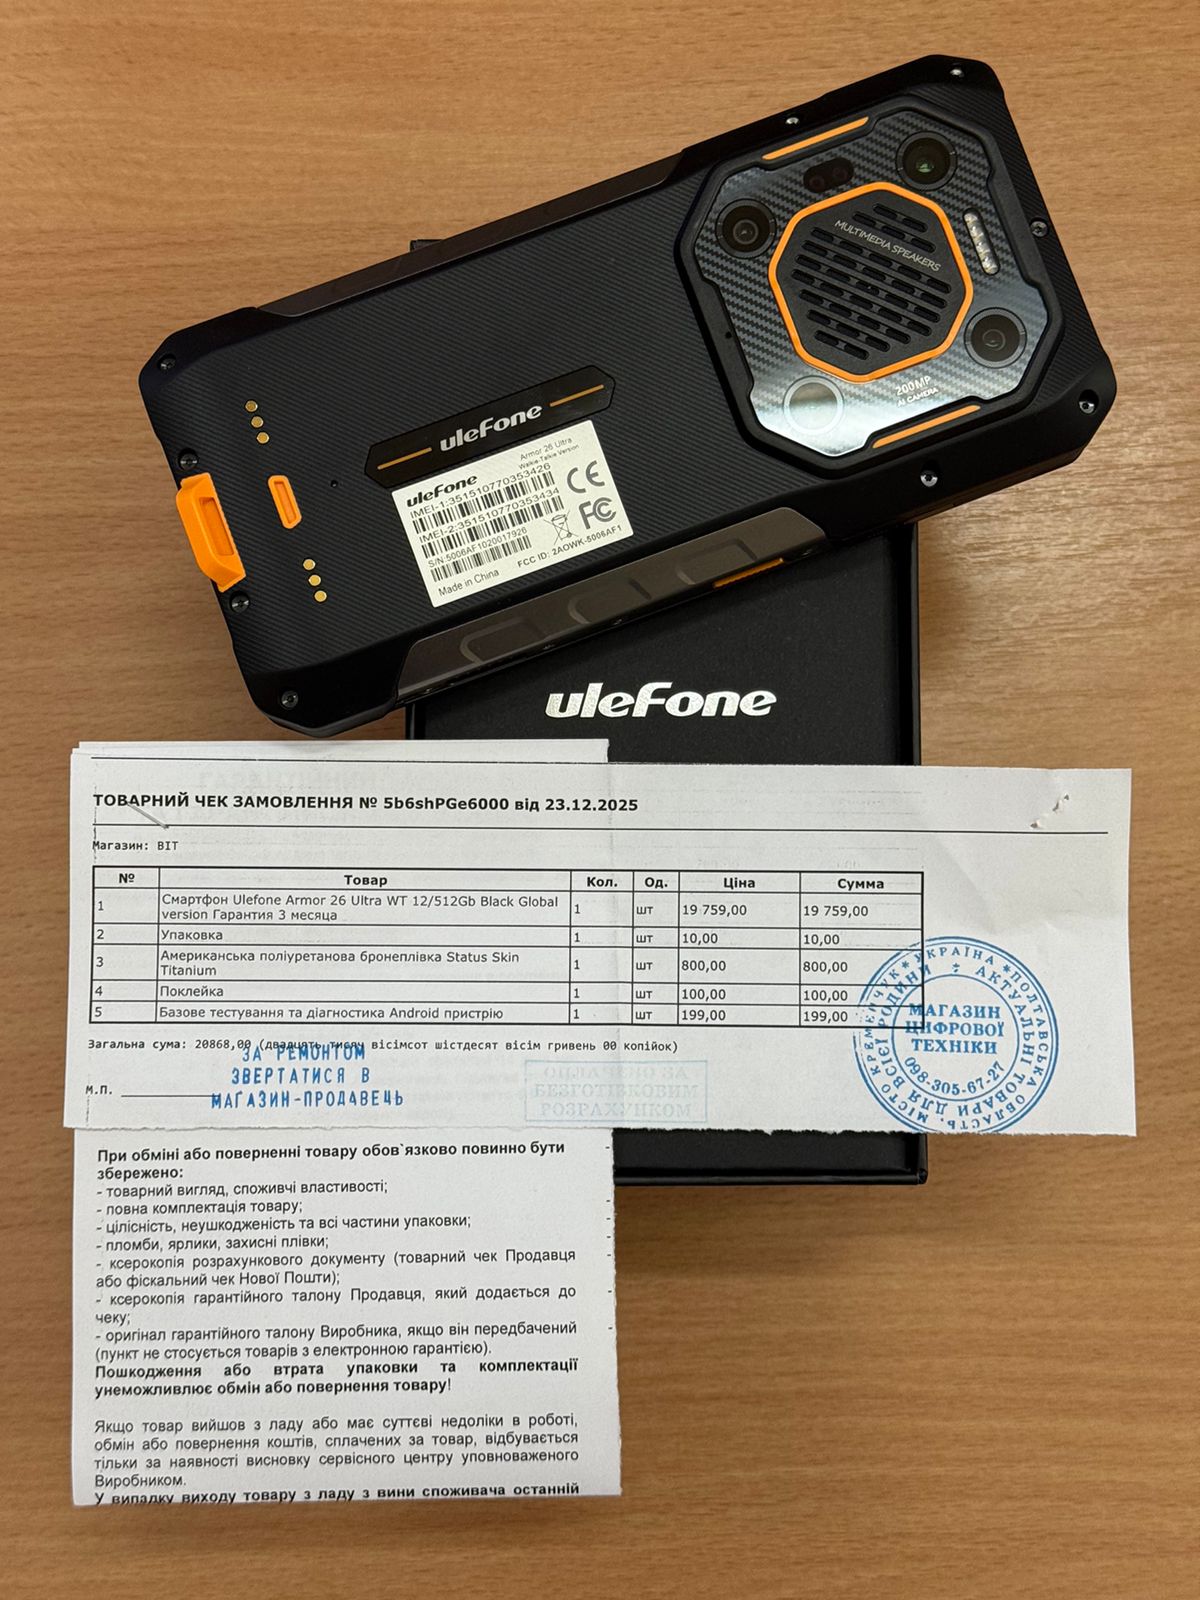 MULTIMEDIA SPEAKERS
200MP
AI CAMERA
uleFone
uleFone
Armor 26 Ultra
Walkie-Talkie Version
IMEI-1:351510770353426
IMEI-2:351510770353434
S/N:5006AF1020017926
CE
FC
FCC ID: 2AOWK-5006AF1
Made in China
uleFone
ТОВАРНИЙ ЧЕК ЗАМОВЛЕННЯ № 5b6shPGe6000 від 23.12.2025
Магазин: BIT
№ Товар Кол. Од. Ціна Сумма
1 Смартфон Ulefone Armor 26 Ultra WT 12/512Gb Black Global version Гарантия 3 месяца 1 шт 19 759,00 19 759,00
2 Упаковка 1 шт 10,00 10,00
3 Американська поліуретанова бронеплівка Status Skin Titanium 1 шт 800,00 800,00
4 Поклейка 1 шт 100,00 100,00
5 Базове тестування та діагностика Android пристрію 1 шт 199,00 199,00
Загальна сума: 20868,00 (двадцять тисяч вісімсот шістдесят вісім гривень 00 копійок)
ЗА РЕМОНТОМ
ЗВЕРТАТИСЯ В
МАГАЗИН-ПРОДАВЕЦЬ
М.П.
ОПЛАЧЕНО ЗА
БЕЗГОТІВКОВИМ
РОЗРАХУНКОМ
УКРАЇНА * ПОЛТАВСЬКА ОБЛАСТЬ, МІСТО КРЕМЕНЧУК *
АКТУАЛЬНІ ТОВАРИ ДЛЯ ВСІЄЇ РОДИНИ
МАГАЗИН
ЦИФРОВОЇ
ТЕХНІКИ
098-305-67-27
При обміні або поверненні товару обов`язково повинно бути
збережено:
- товарний вигляд, споживчі властивості;
- повна комплектація товару;
- цілісність, неушкодженість та всі частини упаковки;
- пломби, ярлики, захисні плівки;
- ксерокопія розрахункового документу (товарний чек Продавця
або фіскальний чек Нової Пошти);
- ксерокопія гарантійного талону Продавця, який додається до
чеку;
- оригінал гарантійного талону Виробника, якщо він передбачений
(пункт не стосується товарів з електронною гарантією).
Пошкодження або втрата упаковки та комплектації
унеможливлює обмін або повернення товару!
Якщо товар вийшов з ладу або має суттєві недоліки в роботі,
обмін або повернення коштів, сплачених за товар, відбувається
тільки за наявності висновку сервісного центру уповноваженого
Виробником.
У випадку виходу товару з ладу з вини споживача останній